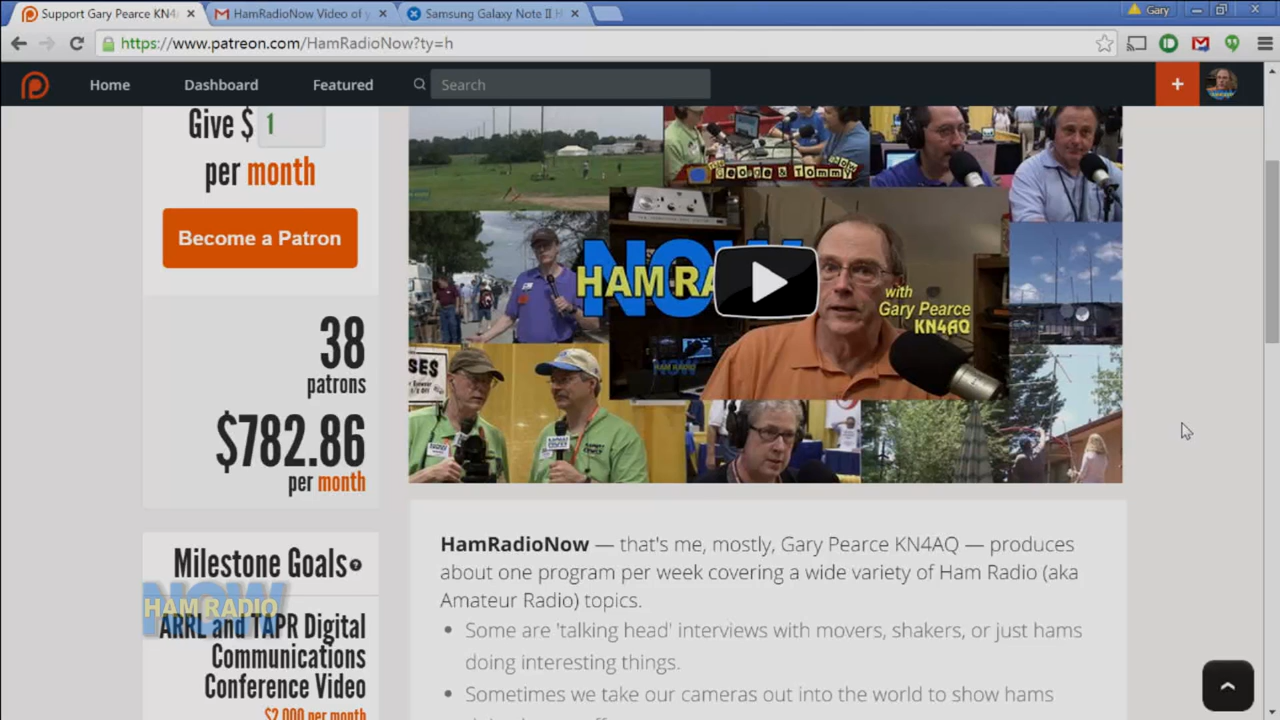 Support Gary Pearce KN4
HamRadioNow Video of y
Samsung Galaxy Note II H
Gary
https://www.patreon.com/HamRadioNow?ty=h
Home
Dashboard
Featured
Search
+
Give $ 1
per month
Become a Patron
38
patrons
$782.86
per month
Milestone Goals
HAM RADIO
NOW
ARRL and TAPR Digital
Communications
Conference Video
$2,000 per month
George & Tommy
NOW
HAM RA
with
Gary Pearce
KN4AQ
HamRadioNow — that's me, mostly, Gary Pearce KN4AQ — produces
about one program per week covering a wide variety of Ham Radio (aka
Amateur Radio) topics.
• Some are 'talking head' interviews with movers, shakers, or just hams
doing interesting things.
• Sometimes we take our cameras out into the world to show hams